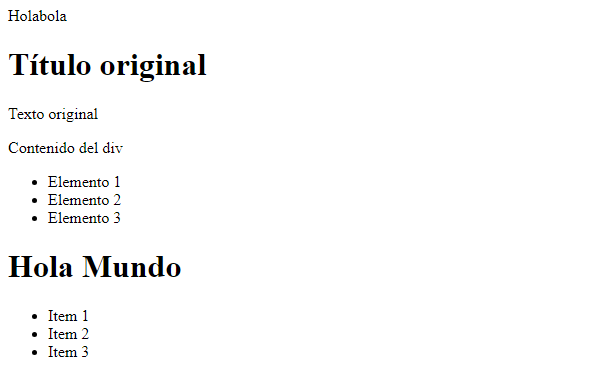 Holabola
Título original
Texto original
Contenido del div
Elemento 1
Elemento 2
Elemento 3
Hola Mundo
Item 1
Item 2
Item 3